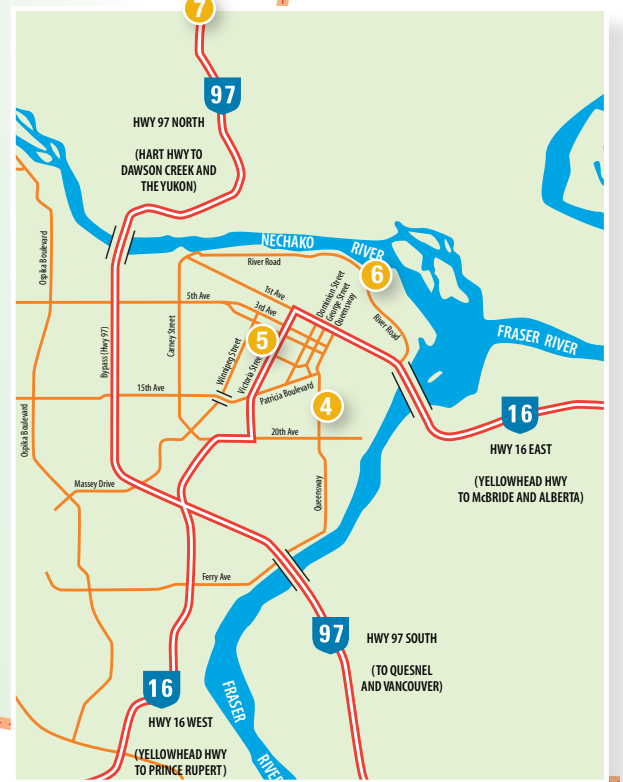 7
97
HWY 97 NORTH
(HART HWY TO
DAWSON CREEK AND
THE YUKON)
NECHAKO
RIVER
River Road
Ospika Boulevard
5th Ave
1st Ave
3rd Ave
Dominion Street
George Street
Queensway
6
River Road
FRASER RIVER
Bypass (Hwy 97)
Carney Street
Winnipeg Street
5
Victoria Street
15th Ave
Patricia Boulevard
4
16
HWY 16 EAST
(YELLOWHEAD HWY
TO McBRIDE AND ALBERTA)
Ospika Boulevard
20th Ave
Massey Drive
Queensway
Ferry Ave
97
HWY 97 SOUTH
(TO QUESNEL
AND VANCOUVER)
16
HWY 16 WEST
(YELLOWHEAD HWY
TO PRINCE RUPERT)
FRASER
RIVER